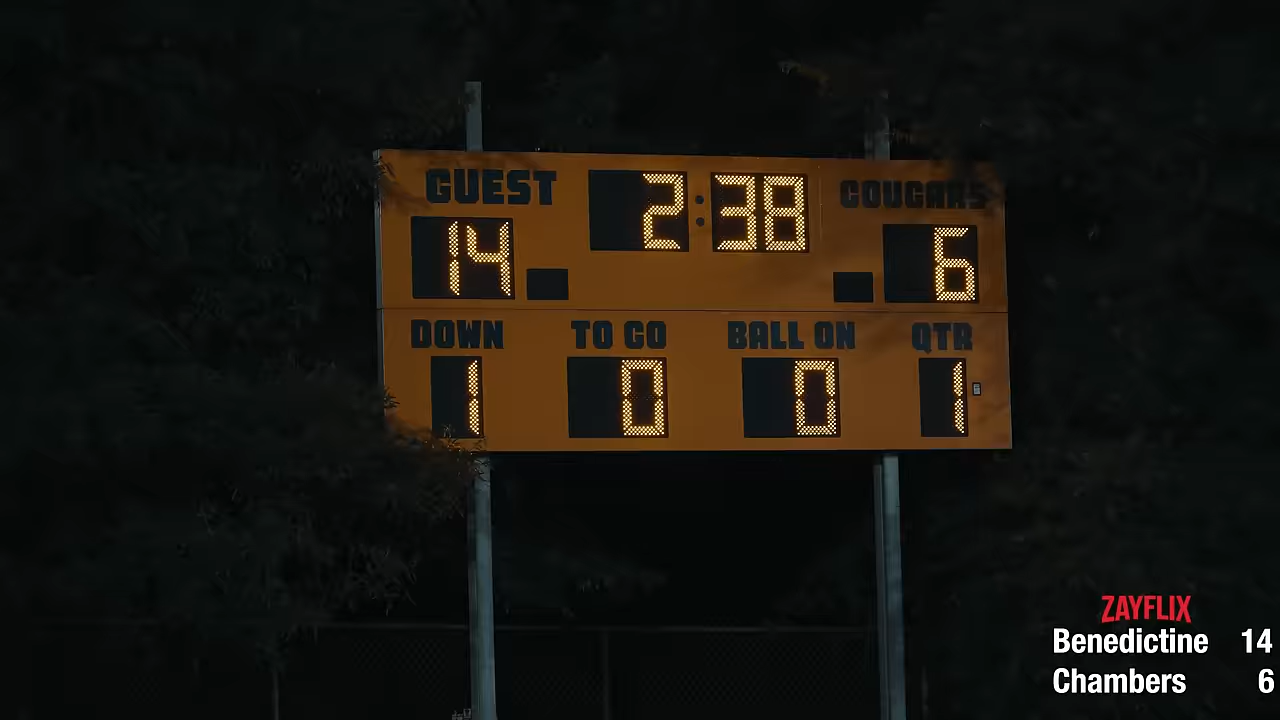 GUEST 2:38 COUGARS
14 6
DOWN TO GO BALL ON QTR
1 0 0 1
ZAYFLIX
Benedictine 14
Chambers 6